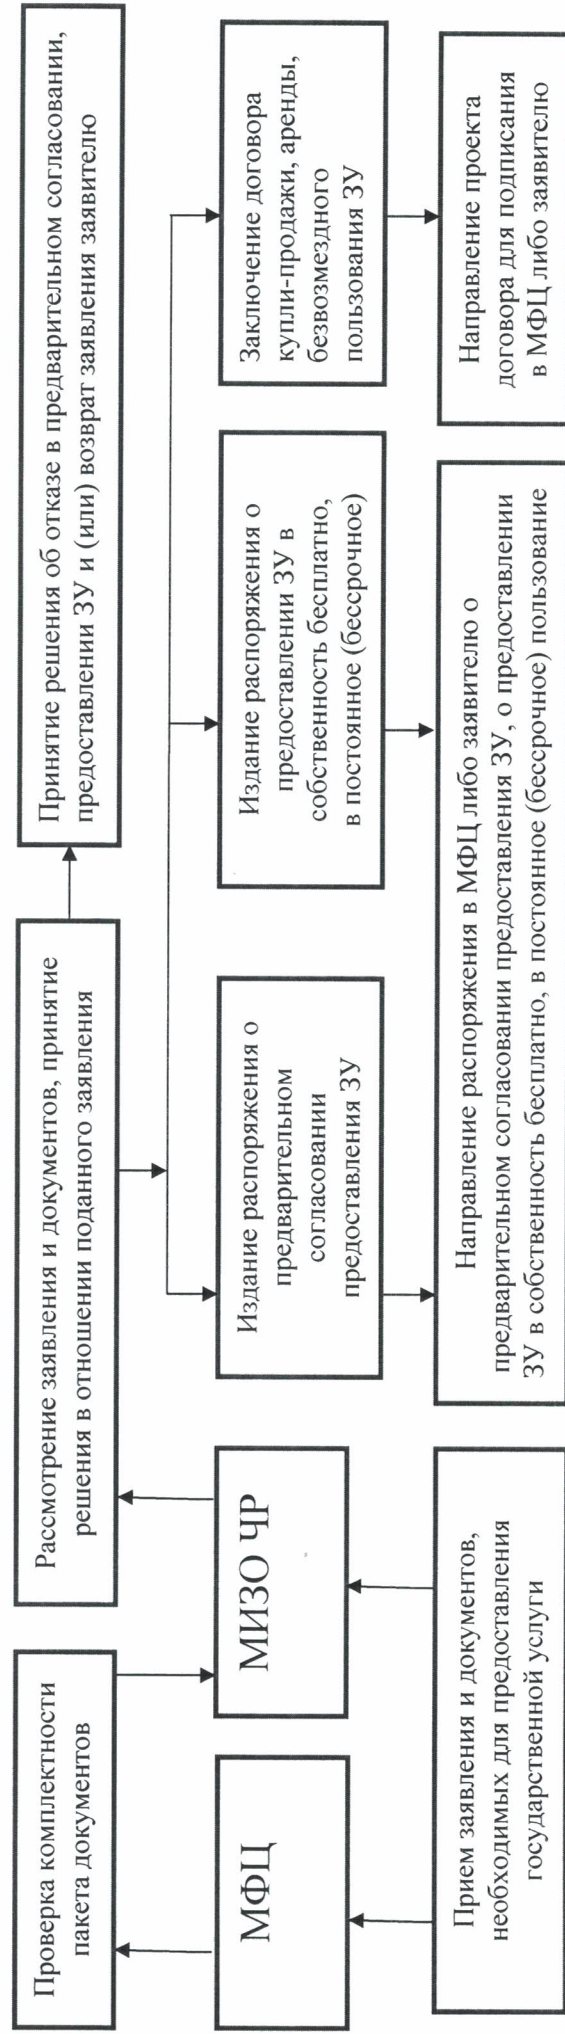 Проверка комплектности
пакета документов
Рассмотрение заявления и документов, принятие
решения в отношении поданного заявления
Принятие решения об отказе в предварительном согласовании,
предоставлении ЗУ и (или) возврат заявления заявителю
МФЦ
МИЗО ЧР
Издание распоряжения о
предварительном
согласовании
предоставления ЗУ
Издание распоряжения о
предоставлении ЗУ в
собственность бесплатно,
в постоянное (бессрочное)
Заключение договора
купли-продажи, аренды,
безвозмездного
пользования ЗУ
Прием заявления и документов,
необходимых для предоставления
государственной услуги
Направление распоряжения в МФЦ либо заявителю о
предварительном согласовании предоставления ЗУ, о предоставлении
ЗУ в собственность бесплатно, в постоянное (бессрочное) пользование
Направление проекта
договора для подписания
в МФЦ либо заявителю